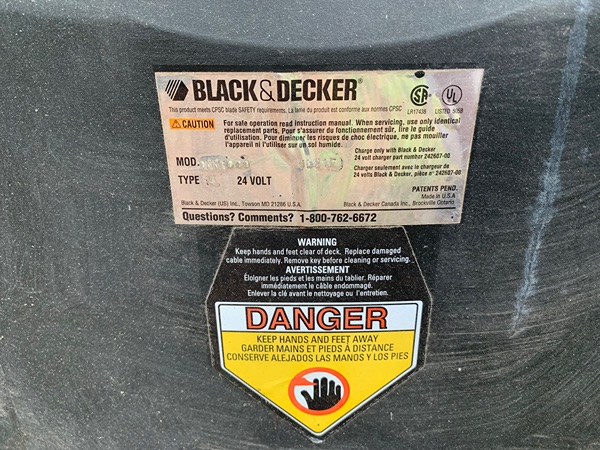 BLACK & DECKER®
This product meets CPSC blade SAFETY requirements. La lame du produit est conforme aux normes CPSC
SA
LR17438
UL
LISTED 505B
CAUTION
For safe operation read instruction manual. When servicing, use only identical
replacement parts. Pour s'assurer du fonctionnement sûr, lire le guide
d'utilisation. Pour diminuer les risques de choc électrique, ne pas mouiller
l'appareil ni l'utiliser sur un sol humide.
Charge only with Black & Decker
24 volt charger part number 242607-00
Charger seulement avec le chargeur de
24 volts Black & Decker, pièce nº 242607-00
MOD.
TYPE
24 VOLT
PATENTS PEND.
Made in U.S.A
Black & Decker (US) Inc., Towson MD 21286 U.S.A.
Black & Decker Canada Inc., Brockville Ontario
Questions? Comments? 1-800-762-6672
WARNING
Keep hands and feet clear of deck. Replace damaged
cable immediately. Remove key before cleaning or servicing.
AVERTISSEMENT
Éloigner les pieds et les mains du tablier. Réparer
immédiatement le câble endommagé.
Enlever la clé avant le nettoyage ou l'entretien.
DANGER
KEEP HANDS AND FEET AWAY
GARDER MAINS ET PIEDS À DISTANCE
CONSERVE ALEJADOS LAS MANOS Y LOS PIES